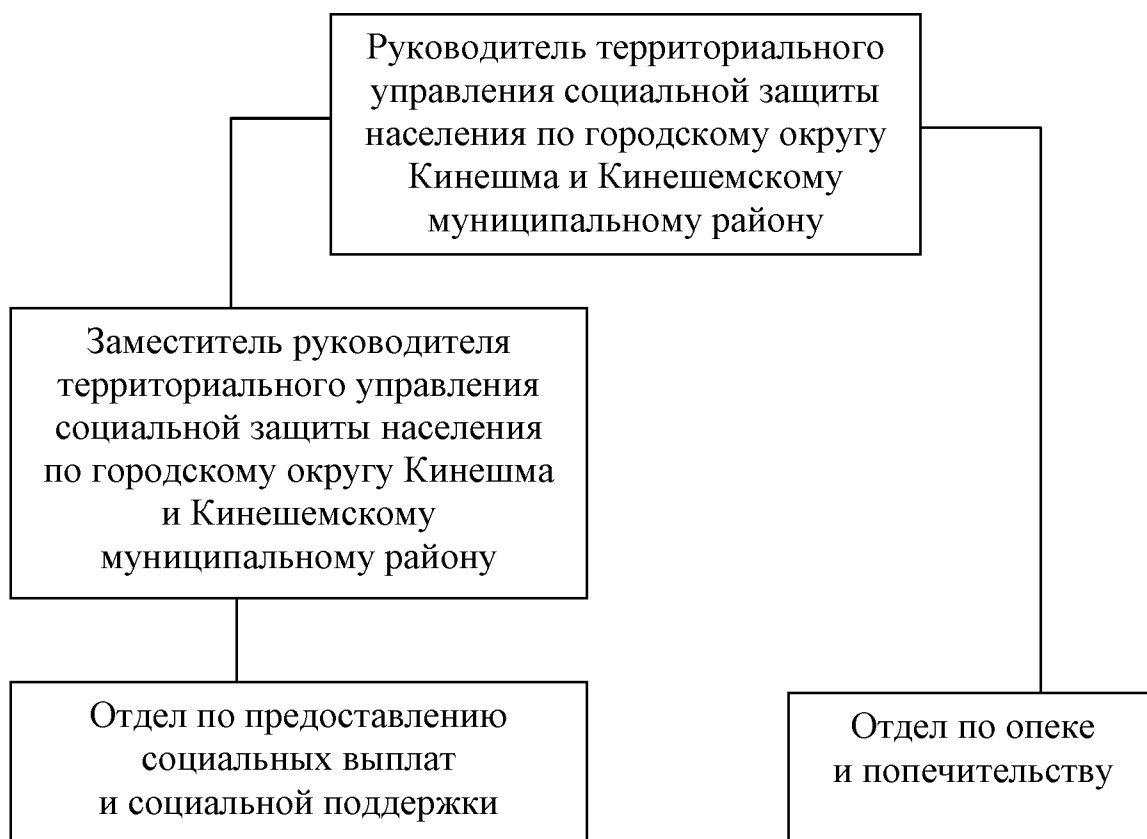 Руководитель территориального
управления социальной защиты
населения по городскому округу
Кинешма и Кинешемскому
муниципальному району
Заместитель руководителя
территориального управления
социальной защиты населения
по городскому округу Кинешма
и Кинешемскому
муниципальному району
Отдел по предоставлению
социальных выплат
и социальной поддержки
Отдел по опеке
и попечительству